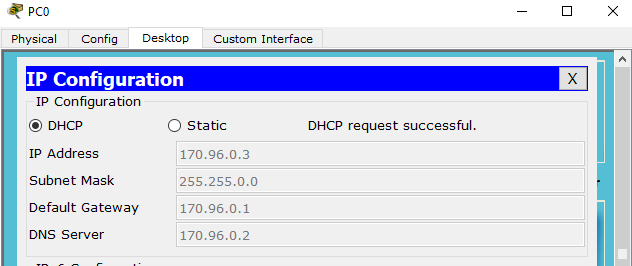 PC0
Physical Config Desktop Custom Interface
IP Configuration X
IP Configuration
DHCP Static DHCP request successful.
IP Address 170.96.0.3
Subnet Mask 255.255.0.0
Default Gateway 170.96.0.1
DNS Server 170.96.0.2